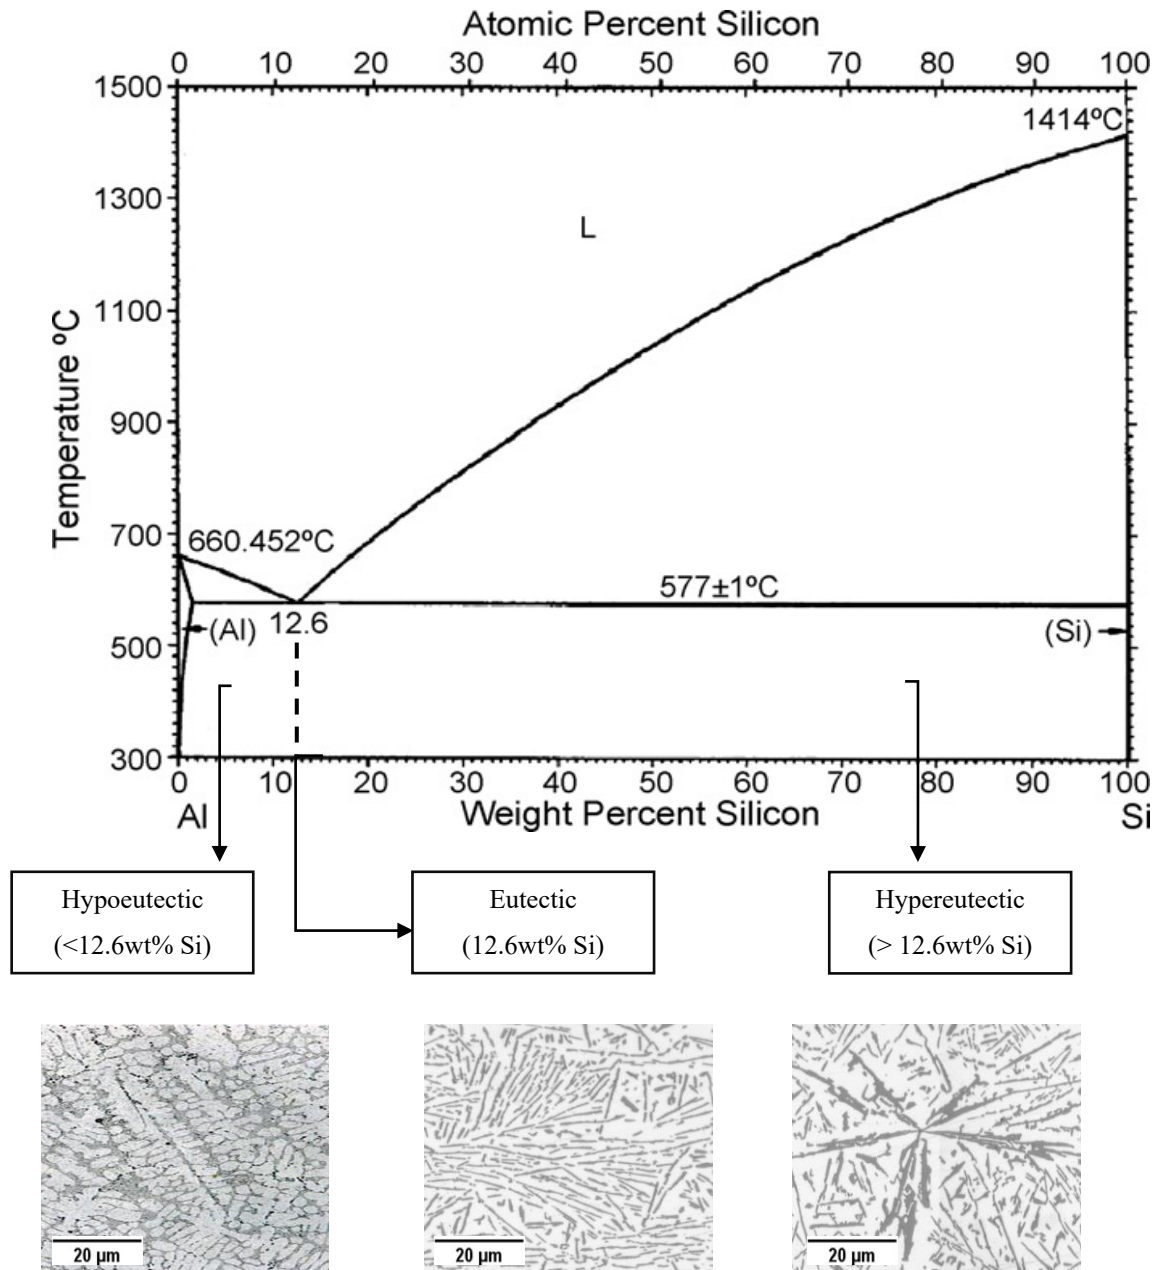 Atomic Percent Silicon
0 10 20 30 40 50 60 70 80 90 100
1500
1414ºC
1300
L
1100
Temperature ºC
900
700
660.452ºC
577±1ºC
(Al) 12.6 (Si)
500
300
0 10 20 30 40 50 60 70 80 90 100
Al Weight Percent Silicon Si
Hypoeutectic
(<12.6wt% Si)
Eutectic
(12.6wt% Si)
Hypereutectic
(> 12.6wt% Si)
20 µm
20 µm
20 µm